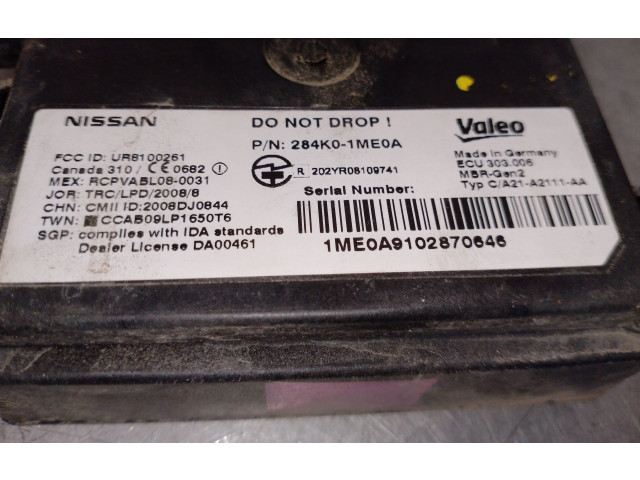 NISSAN
DO NOT DROP !
Valeo
P/N: 284K0-1ME0A
Made in Germany
ECU 303.006
MBR-Gen2
Typ C/A21-A2111-AA
FCC ID: UR8100261
Canada 310 / CE 0682 !
MEX: RCPVABL08-0031
JOR: TRC/LPD/2008/8
CHN: CMII ID:2008DJ0844
TWN: CCAB09LP1650T6
SGP: complies with IDA standards
Dealer License DA00461
R 202YR08109741
Serial Number:
1ME0A9102870646